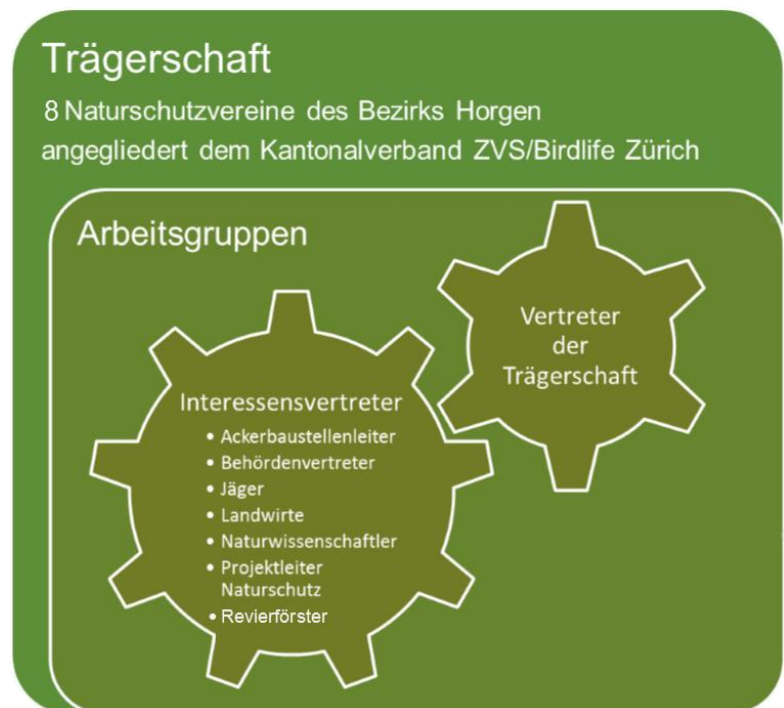 Trägerschaft
8 Naturschutzvereine des Bezirks Horgen
angegliedert dem Kantonalverband ZVS/Birdlife Zürich
Arbeitsgruppen
Vertreter
der
Trägerschaft
Interessensvertreter
• Ackerbaustellenleiter
• Behördenvertreter
• Jäger
• Landwirte
• Naturwissenschaftler
• Projektleiter
Naturschutz
• Revierförster